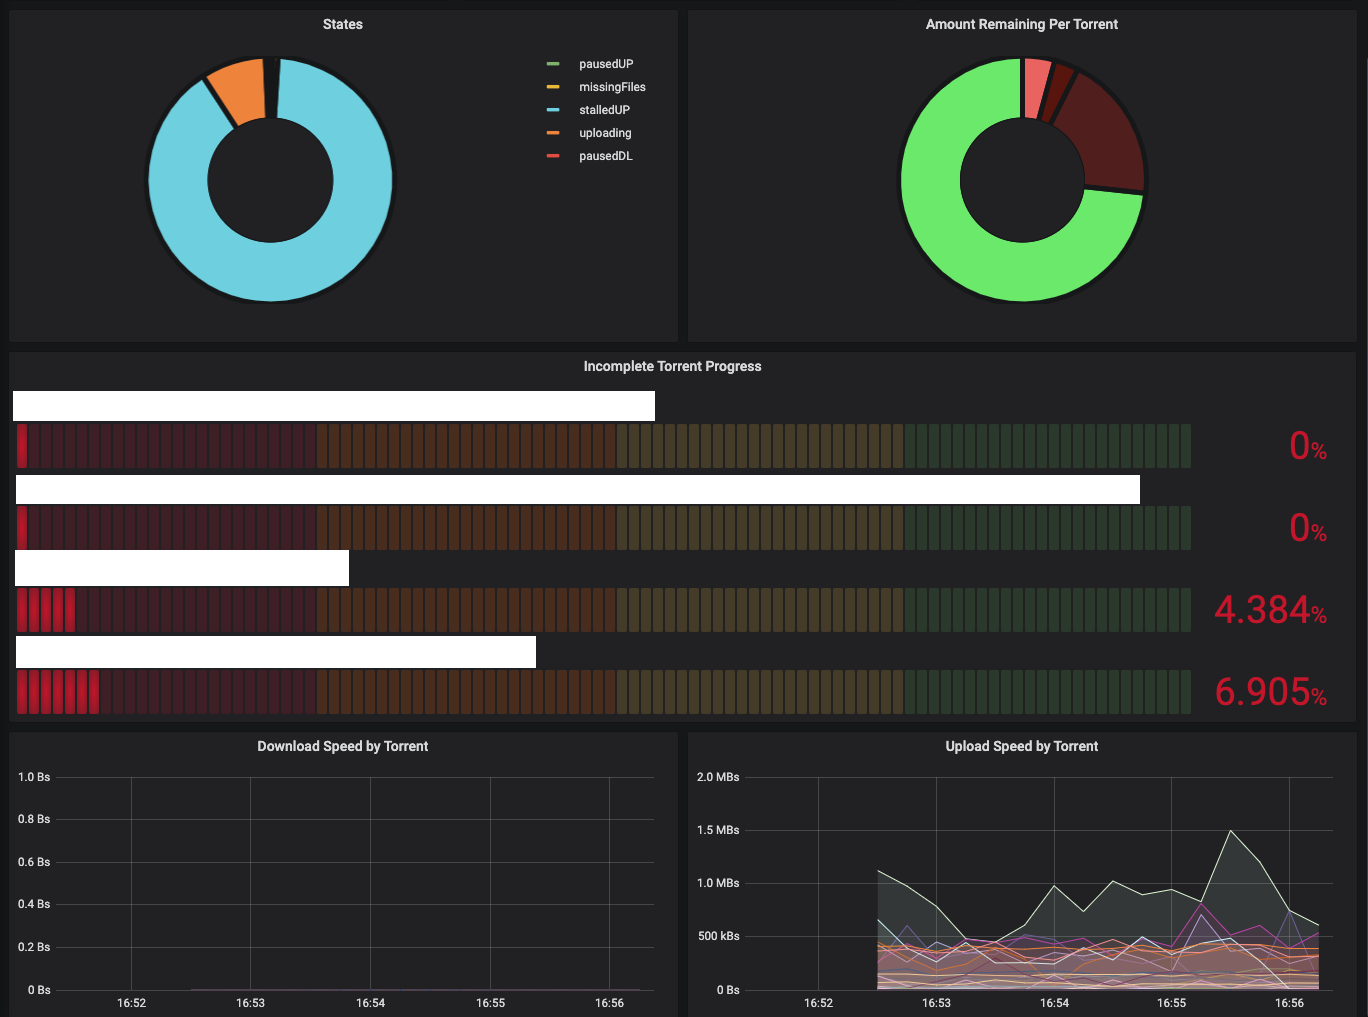 States
pausedUP
missingFiles
stalledUP
uploading
pausedDL
Amount Remaining Per Torrent
Incomplete Torrent Progress
0%
0%
4.384%
6.905%
Download Speed by Torrent
1.0 Bs
0.8 Bs
0.6 Bs
0.4 Bs
0.2 Bs
0 Bs
16:52 16:53 16:54 16:55 16:56
Upload Speed by Torrent
2.0 MBs
1.5 MBs
1.0 MBs
500 kBs
0 Bs
16:52 16:53 16:54 16:55 16:56